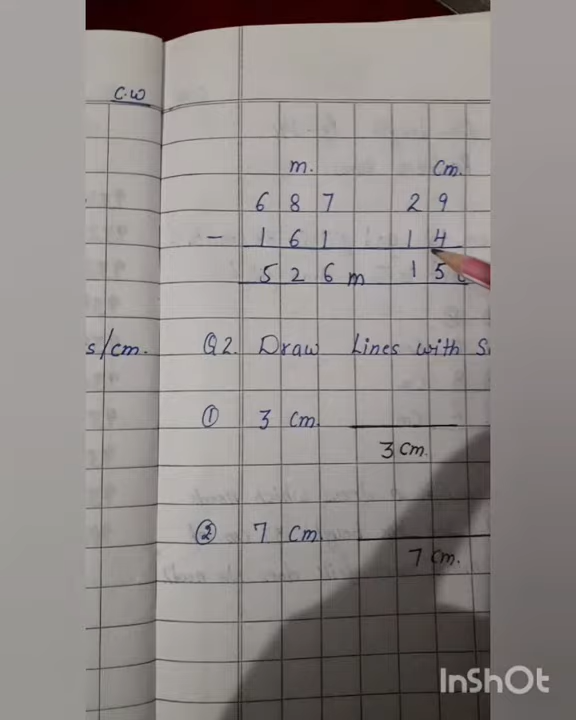 C.W
m. Cm.
6 8 7 2 9
- 1 6 1 1 4
5 2 6 m 1 5 c
s/cm. Q2. Draw Lines with S
① 3 Cm.
3 Cm.
② 7 Cm.
7 Cm.
InShOt